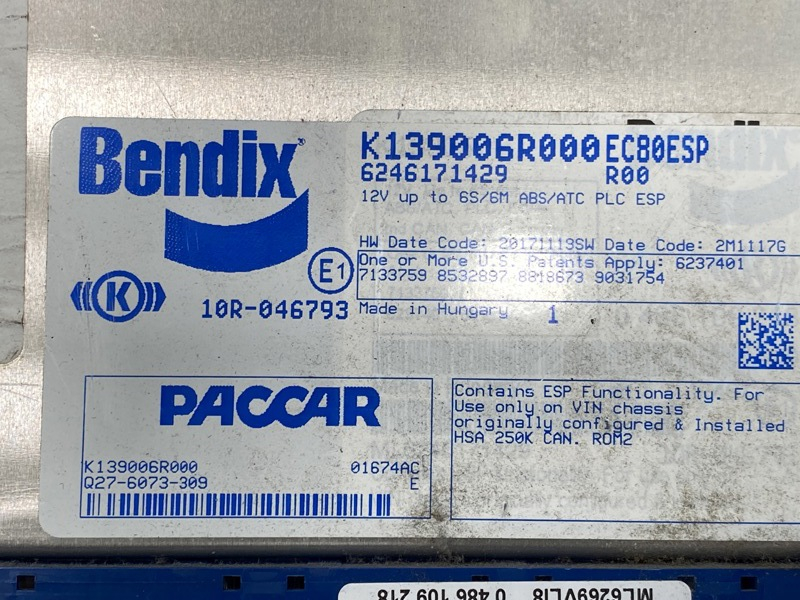 Bendix
K139006R000 EC80ESP
6246171429 R00
12V up to 6S/6M ABS/ATC PLC ESP
HW Date Code: 20171113SW Date Code: 2M1117G
One or More U.S. Patents Apply: 6237401
7133759 8532897 8818673 9031754
E1
K
10R-046793
Made in Hungary 1
PACCAR
K139006R000 01674AC
Q27-6073-309 E
Contains ESP Functionality. For
Use only on VIN chassis
originally configured & Installed
HSA 250K CAN. ROM2
ML6269VLI8 0 486 109 218